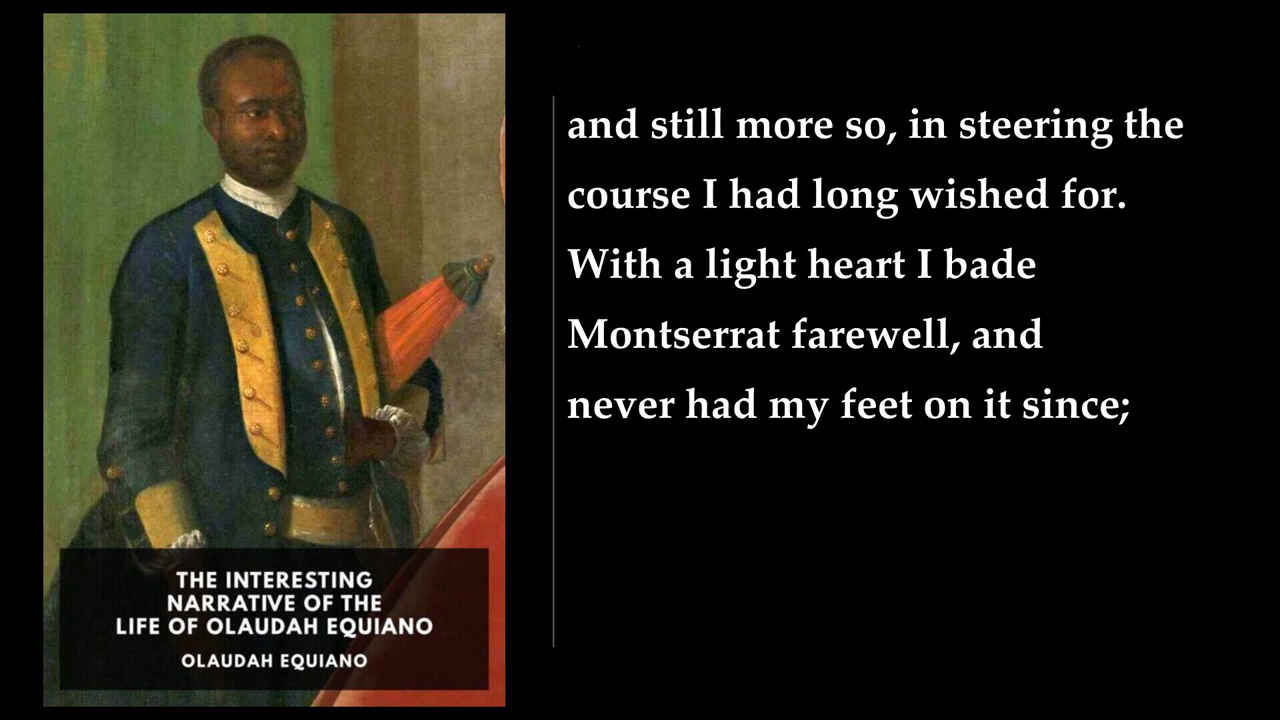 and still more so, in steering the
course I had long wished for.
With a light heart I bade
Montserrat farewell, and
never had my feet on it since;
THE INTERESTING
NARRATIVE OF THE
LIFE OF OLAUDAH EQUIANO
OLAUDAH EQUIANO